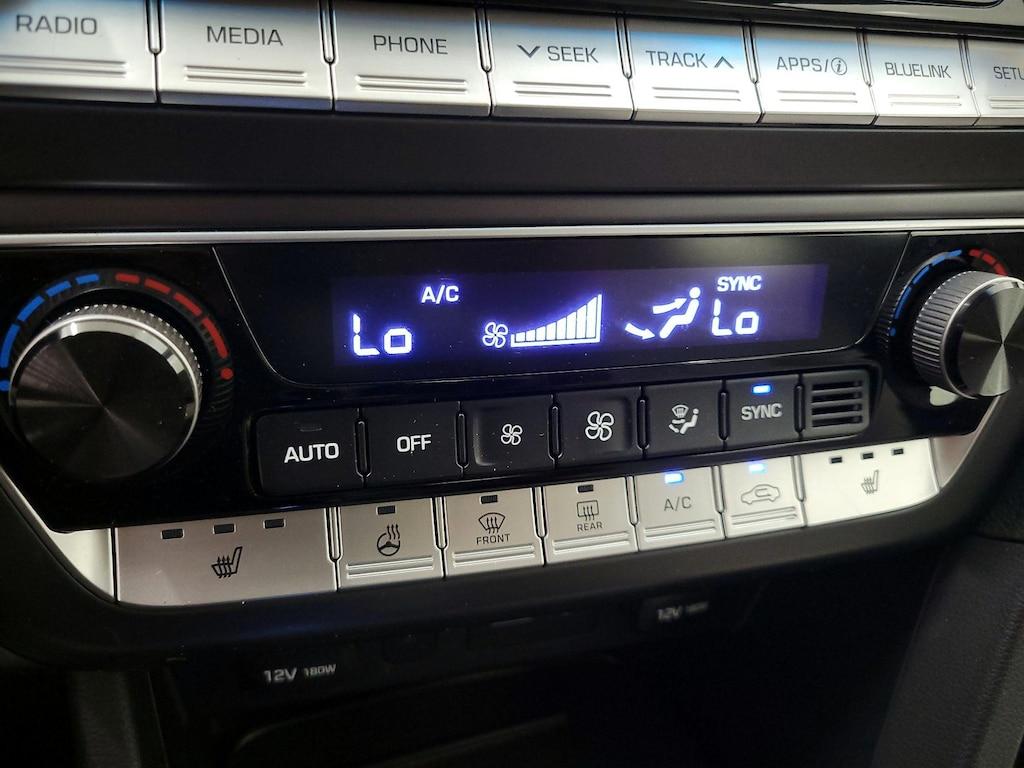 RADIO MEDIA PHONE SEEK TRACK APPS/i BLUELINK SETU
A/C SYNC
Lo Lo
AUTO OFF SYNC
FRONT REAR A/C
12V 180W 12V